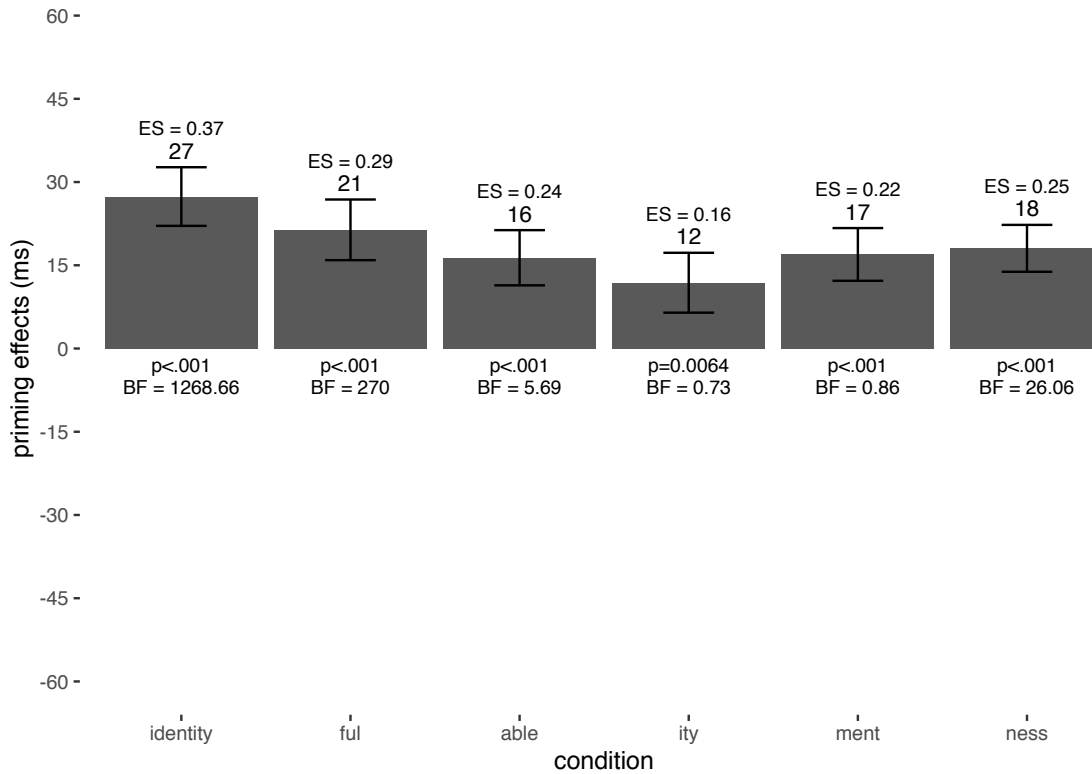 60
45
30
15
0
-15
-30
-45
-60
priming effects (ms)
ES = 0.37
27
ES = 0.29
21
ES = 0.24
16
ES = 0.16
12
ES = 0.22
17
ES = 0.25
18
p<.001
BF = 1268.66
p<.001
BF = 270
p<.001
BF = 5.69
p=0.0064
BF = 0.73
p<.001
BF = 0.86
p<.001
BF = 26.06
identity
ful
able
ity
ment
ness
condition